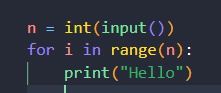 n = int(input())
for i in range(n):
    print("Hello")